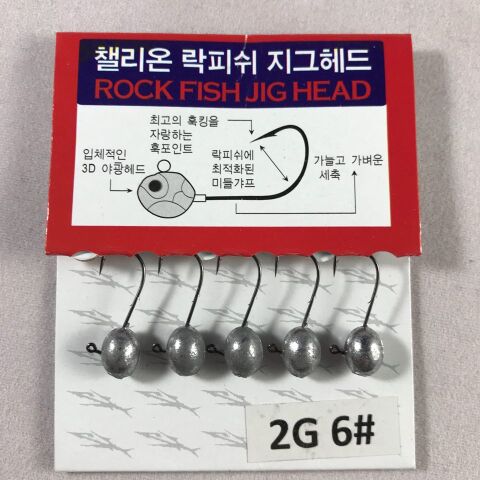 챌리온 락피쉬 지그헤드
ROCK FISH JIG HEAD
최고의 훅킹을
자랑하는
훅포인트
입체적인
3D 야광헤드
락피쉬에
최적화된
미들갸프
가늘고 가벼운
세축
2G 6#